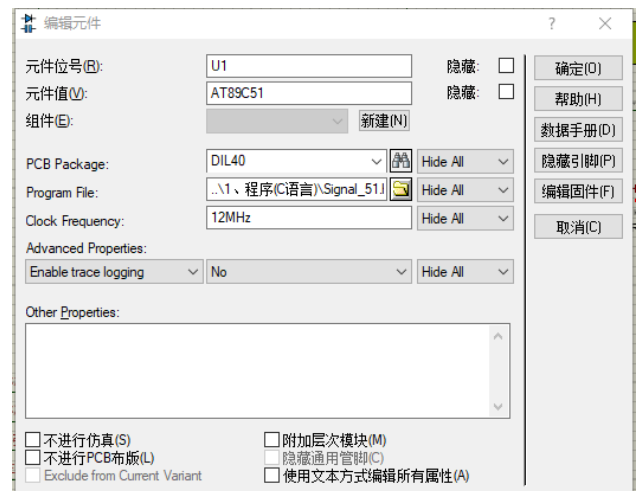 编辑元件 ? ×
元件位号(R): U1 隐藏: 确定(O)
元件值(V): AT89C51 隐藏: 帮助(H)
组件(E): 新建(N) 数据手册(D)
PCB Package: DIL40 Hide All 隐藏引脚(P)
Program File: ..\1、程序(C语言)\Signal_51.l Hide All 编辑固件(F)
Clock Frequency: 12MHz Hide All 取消(C)
Advanced Properties:
Enable trace logging No Hide All
Other Properties:
不进行仿真(S) 附加层次模块(M)
不进行PCB布版(L) 隐藏通用管脚(C)
Exclude from Current Variant 使用文本方式编辑所有属性(A)